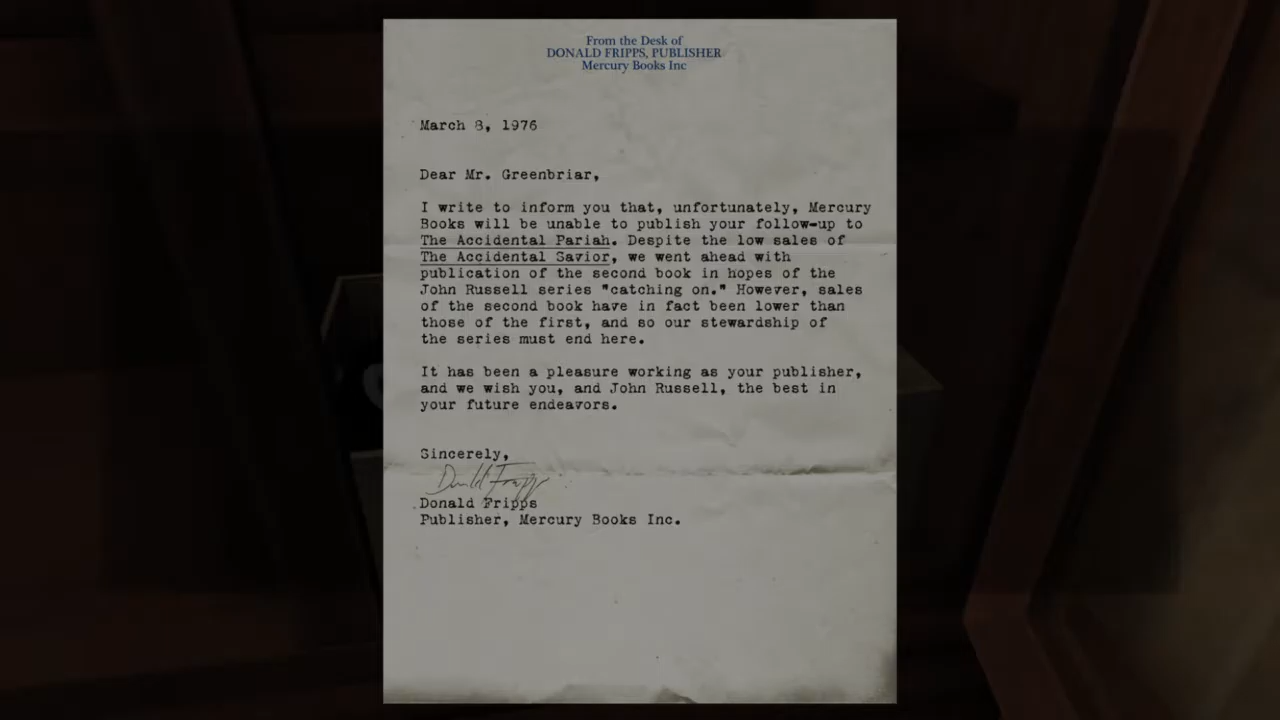 From the Desk of
DONALD FRIPPS, PUBLISHER
Mercury Books Inc
March 8, 1976
Dear Mr. Greenbriar,
I write to inform you that, unfortunately, Mercury
Books will be unable to publish your follow-up to
The Accidental Pariah. Despite the low sales of
The Accidental Savior, we went ahead with
publication of the second book in hopes of the
John Russell series "catching on." However, sales
of the second book have in fact been lower than
those of the first, and so our stewardship of
the series must end here.
It has been a pleasure working as your publisher,
and we wish you, and John Russell, the best in
your future endeavors.
Sincerely,
Donald Fripps
Donald Fripps
Publisher, Mercury Books Inc.